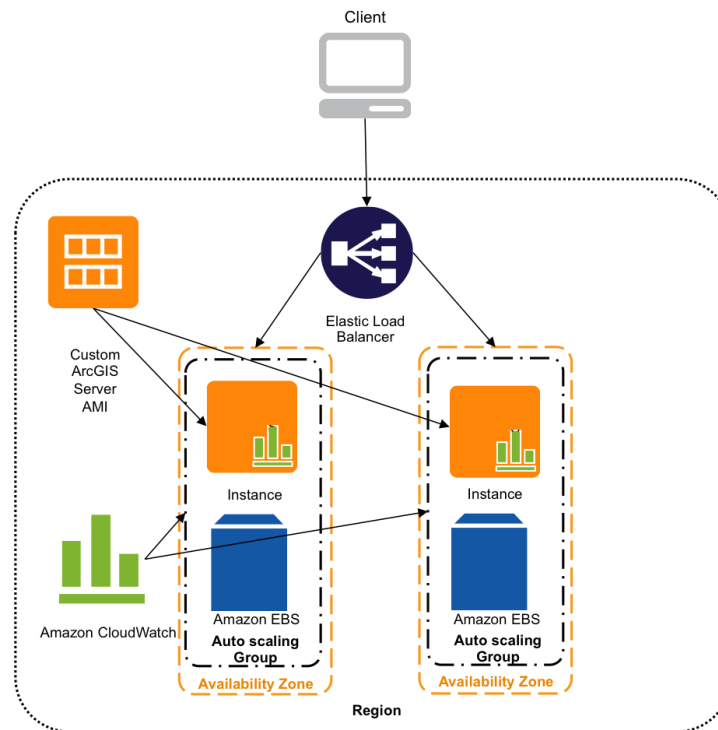 Client
Elastic Load
Balancer
Custom
ArcGIS
Server
AMI
Instance
Instance
Amazon CloudWatch
Amazon EBS
Auto scaling
Group
Availability Zone
Amazon EBS
Auto scaling
Group
Availability Zone
Region